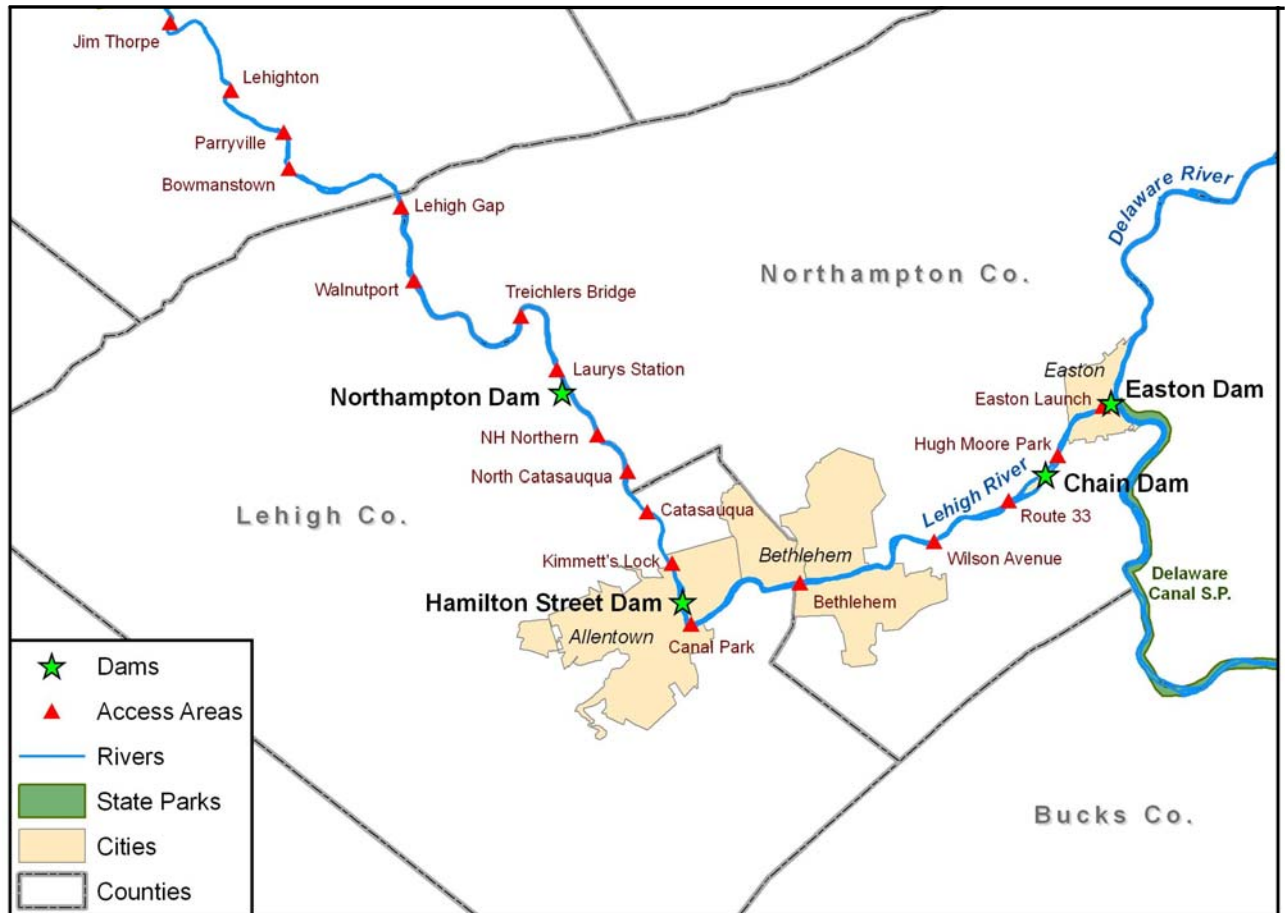 Jim Thorpe
Lehighton
Parryville
Bowmanstown
Lehigh Gap
Delaware River
Northampton Co.
Walnutport
Treichlers Bridge
Laurys Station
Northampton Dam
Easton
Easton Launch
Easton Dam
NH Northern
Hugh Moore Park
North Catasauqua
Lehigh River
Chain Dam
Lehigh Co.
Catasauqua
Route 33
Kimmett's Lock
Bethlehem
Wilson Avenue
Hamilton Street Dam
Bethlehem
Delaware
Canal S.P.
Allentown
Canal Park
Bucks Co.
Dams
Access Areas
Rivers
State Parks
Cities
Counties